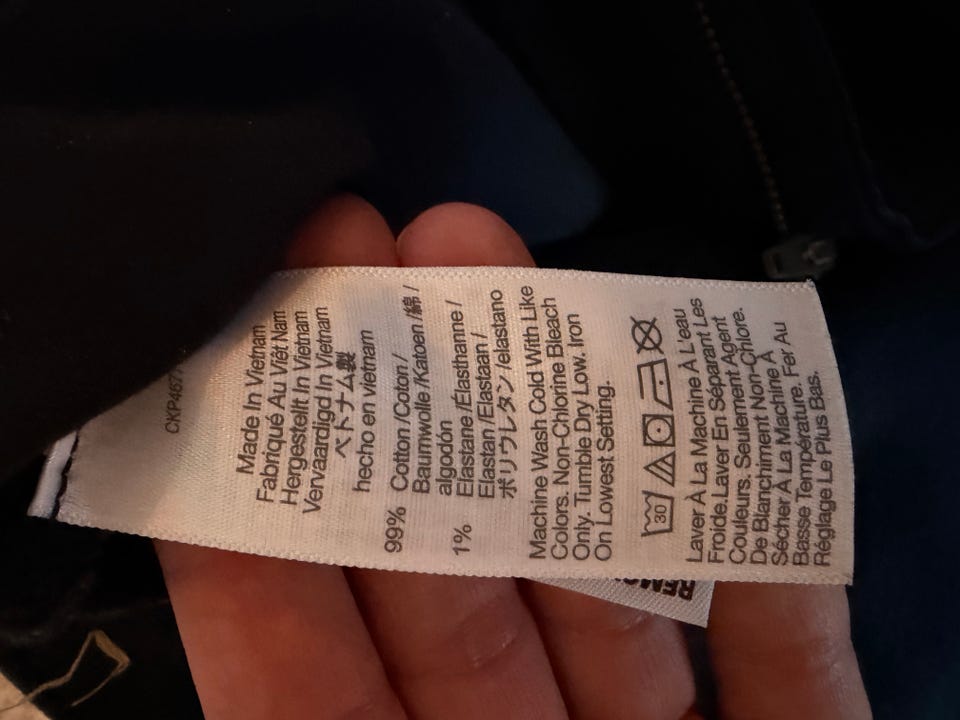 Made In Vietnam
Fabriqué Au Viêt Nam
Hergestellt In Vietnam
Vervaardigd In Vietnam
ベトナム製
hecho en vietnam
99% Cotton /Coton /
Baumwolle /Katoen /綿 /
algodón
1% Elastane /Élasthanne /
Elastan /Elastaan /
ポリウレタン /elastano
Machine Wash Cold With Like
Colors. Non-Chlorine Bleach
Only. Tumble Dry Low. Iron
On Lowest Setting.
30
Laver À La Machine À L'eau
Froide.Laver En Séparant Les
Couleurs. Seulement Agent
De Blanchiment Non-Chlore.
Sécher À La Machine À
Basse Température. Fer Au
Réglage Le Plus Bas.